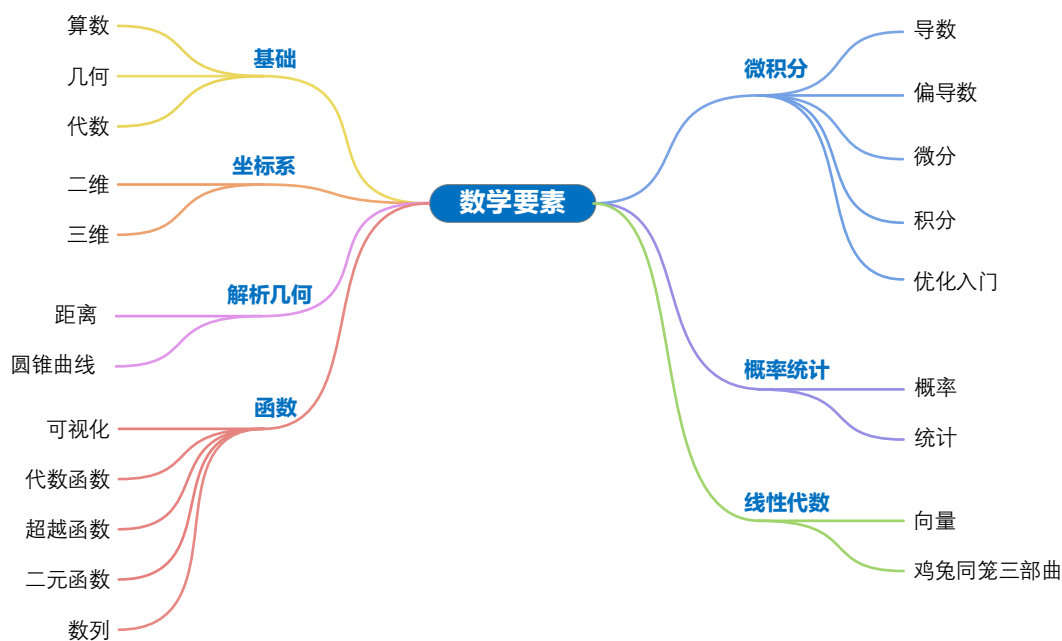 数学要素
基础
算数
几何
代数
坐标系
二维
三维
解析几何
距离
圆锥曲线
函数
可视化
代数函数
超越函数
二元函数
数列
微积分
导数
偏导数
微分
积分
优化入门
概率统计
概率
统计
线性代数
向量
鸡兔同笼三部曲